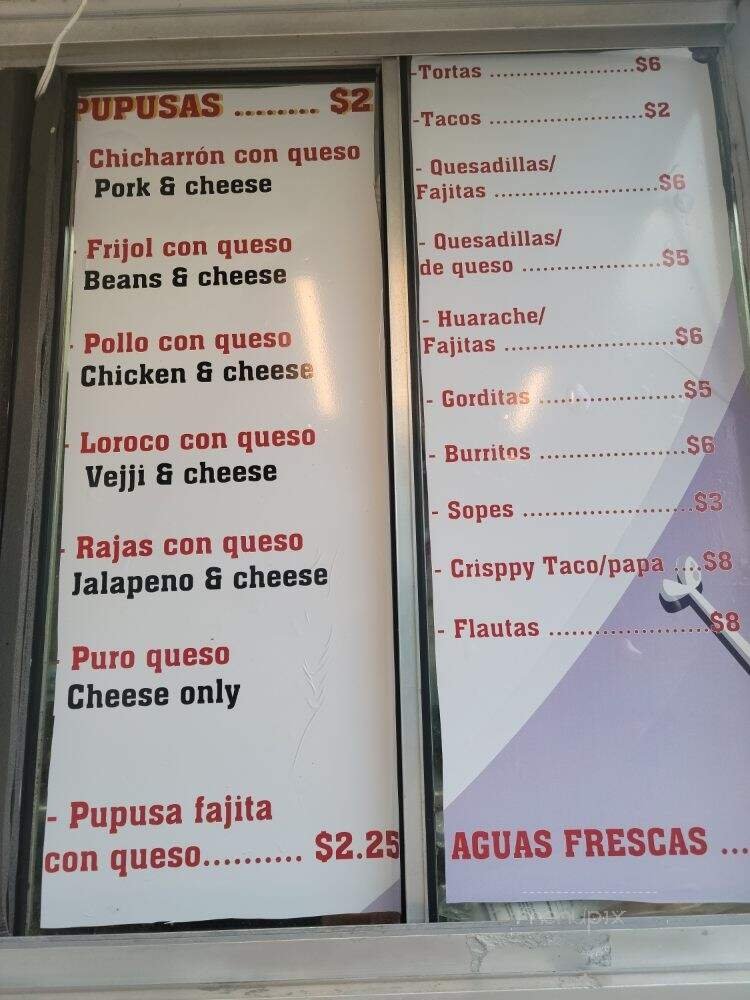 PUPUSAS ........ $2
- Chicharrón con queso
Pork & cheese
- Frijol con queso
Beans & cheese
- Pollo con queso
Chicken & cheese
- Loroco con queso
Vejji & cheese
- Rajas con queso
Jalapeno & cheese
- Puro queso
Cheese only
- Pupusa fajita
con queso.......... $2.25
-Tortas ......................$6
-Tacos .......................$2
- Quesadillas/
Fajitas .........................$6
- Quesadillas/
de queso .....................$5
- Huarache/
Fajitas .........................$6
- Gorditas .....................$5
- Burritos ......................$6
- Sopes .........................$3
- Crisppy Taco/papa ....$8
- Flautas .......................$8
AGUAS FRESCAS ...
menupix